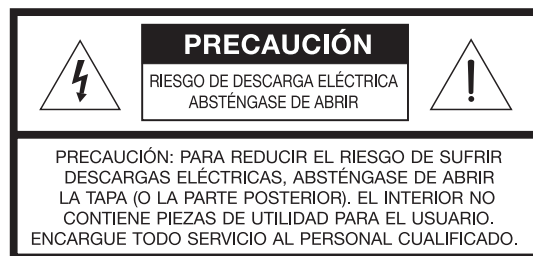 PRECAUCIÓN
RIESGO DE DESCARGA ELÉCTRICA
ABSTÉNGASE DE ABRIR
PRECAUCIÓN: PARA REDUCIR EL RIESGO DE SUFRIR
DESCARGAS ELÉCTRICAS, ABSTÉNGASE DE ABRIR
LA TAPA (O LA PARTE POSTERIOR). EL INTERIOR NO
CONTIENE PIEZAS DE UTILIDAD PARA EL USUARIO.
ENCARGUE TODO SERVICIO AL PERSONAL CUALIFICADO.